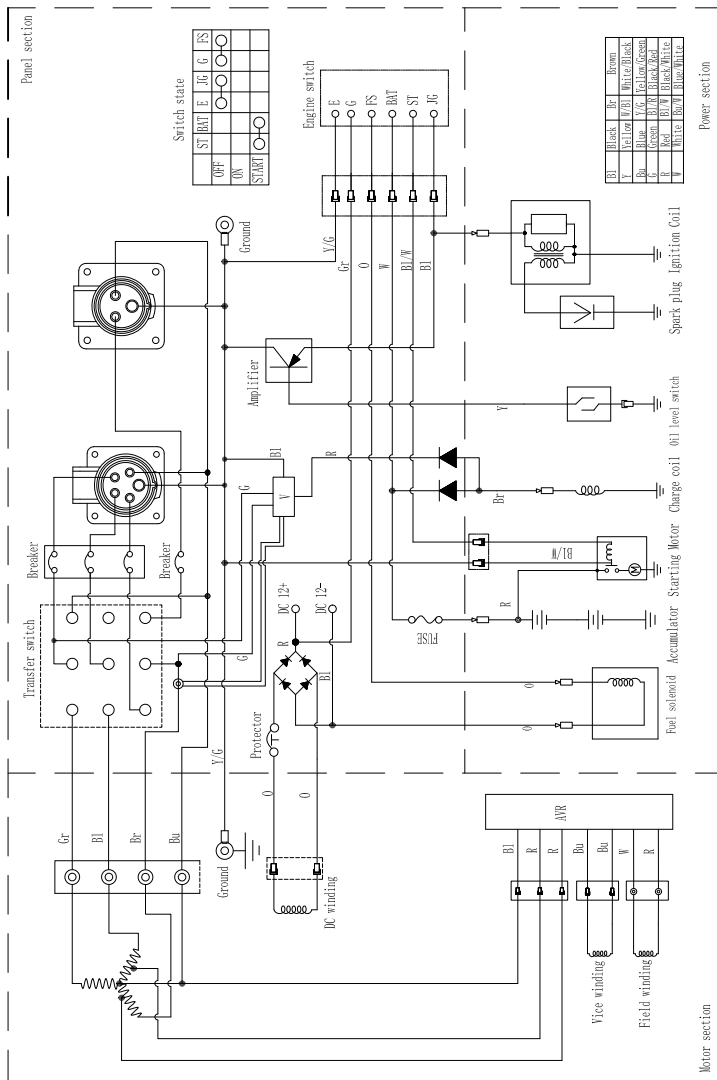 Panel section
Switch state
ST BAT E JG G FS
OFF
ON
START
Engine switch
E
G
FS
BAT
ST
JG
Bl Black Br Brown
Y Yellow W/Bl White/Black
Bu Blue Y/G Yellow/Green
G Green Bl/R Black/Red
R Red Bl/W Black/White
W White Bu/W Blue/White
Power section
Ground
Y/G
Gr
O
W
Bl/W
Bl
Amplifier
Spark plug
Ignition Coil
Y
Oil level switch
Breaker
Breaker
Bl
G
V
R
Br
Charge coil
Transfer switch
G
DC 12+
DC 12-
R
Bl
Bl/W
Starting Motor
M
R
FUSE
Accumulator
Protector
Y/G
O
O
O
O
Fuel solenoid
Gr
Bl
Br
Bu
Ground
DC winding
AVR
Bl
R
R
Bu
Bu
W
R
Vice winding
Field winding
Motor section